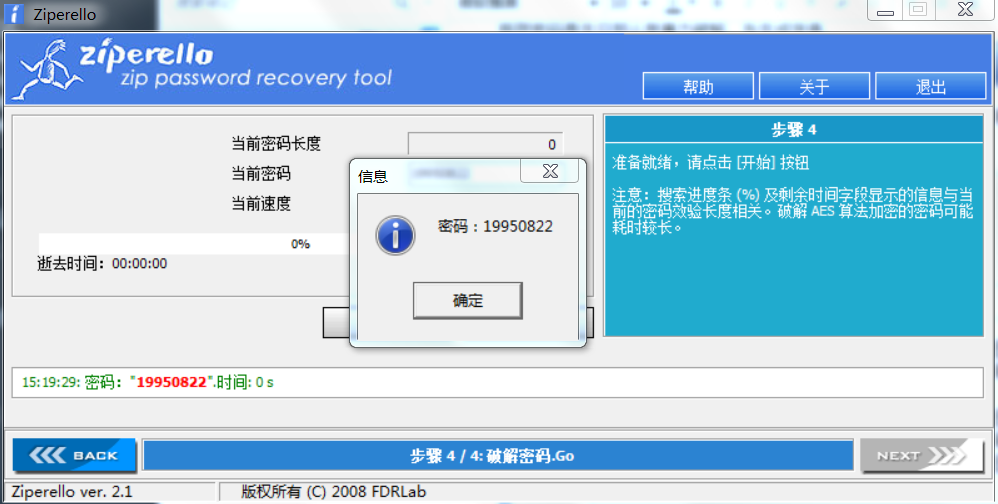 Ziperello
ziperello
zip password recovery tool
帮助
关于
退出
当前密码长度
0
当前密码
当前速度
0%
逝去时间: 00:00:00
信息
密码：19950822
确定
步骤 4
准备就绪，请点击 [开始] 按钮
注意：搜索进度条 (%) 及剩余时间字段显示的信息与当
前的密码效验长度相关。破解 AES 算法加密的密码可能
耗时较长。
15:19:29: 密码："19950822".时间: 0 s
BACK
步骤 4 / 4: 破解密码.Go
NEXT
Ziperello ver. 2.1
版权所有 (C) 2008 FDRLab